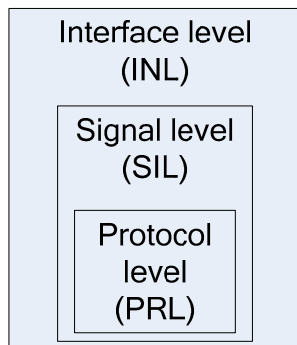 Interface level
(INL)
Signal level
(SIL)
Protocol
level
(PRL)